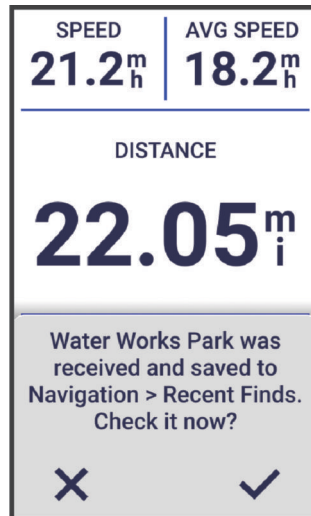 SPEED
21.2mh
AVG SPEED
18.2mh
DISTANCE
22.05mi
Water Works Park was
received and saved to
Navigation > Recent Finds.
Check it now?